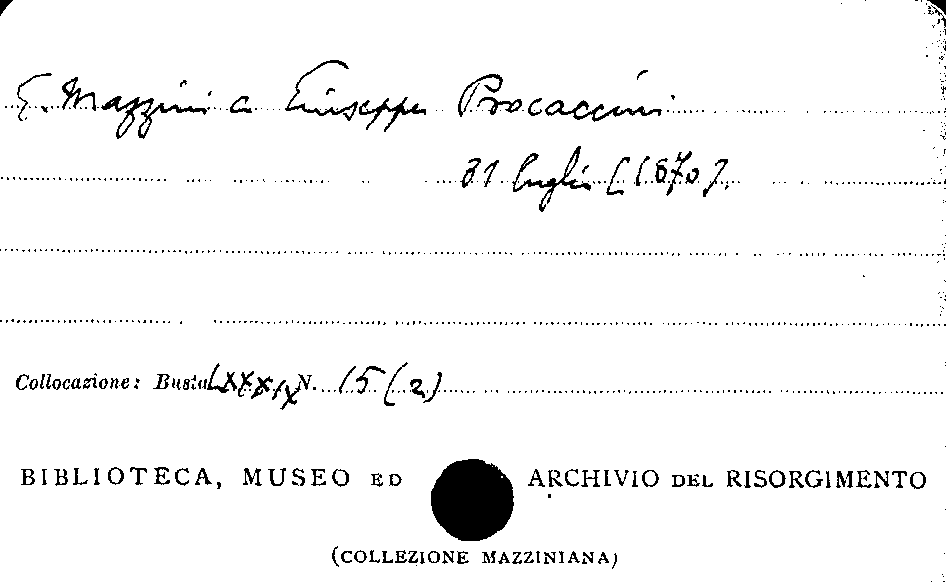 G. Mazzini a Giuseppe Procaccini
31 luglio [1870].
Collocazione: Busta LXXXIX N. 15 (2)
BIBLIOTECA, MUSEO ED ARCHIVIO DEL RISORGIMENTO
(COLLEZIONE MAZZINIANA)